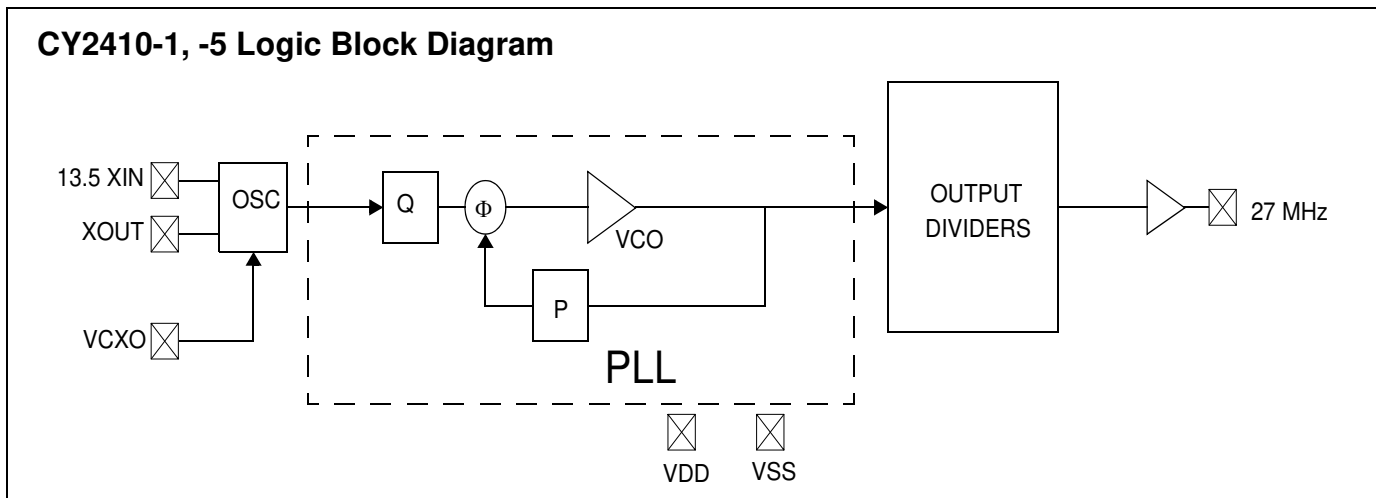 CY2410-1, -5 Logic Block Diagram
13.5 XIN
XOUT
VCXO
OSC
Q
Φ
VCO
P
PLL
OUTPUT
DIVIDERS
27 MHz
VDD
VSS